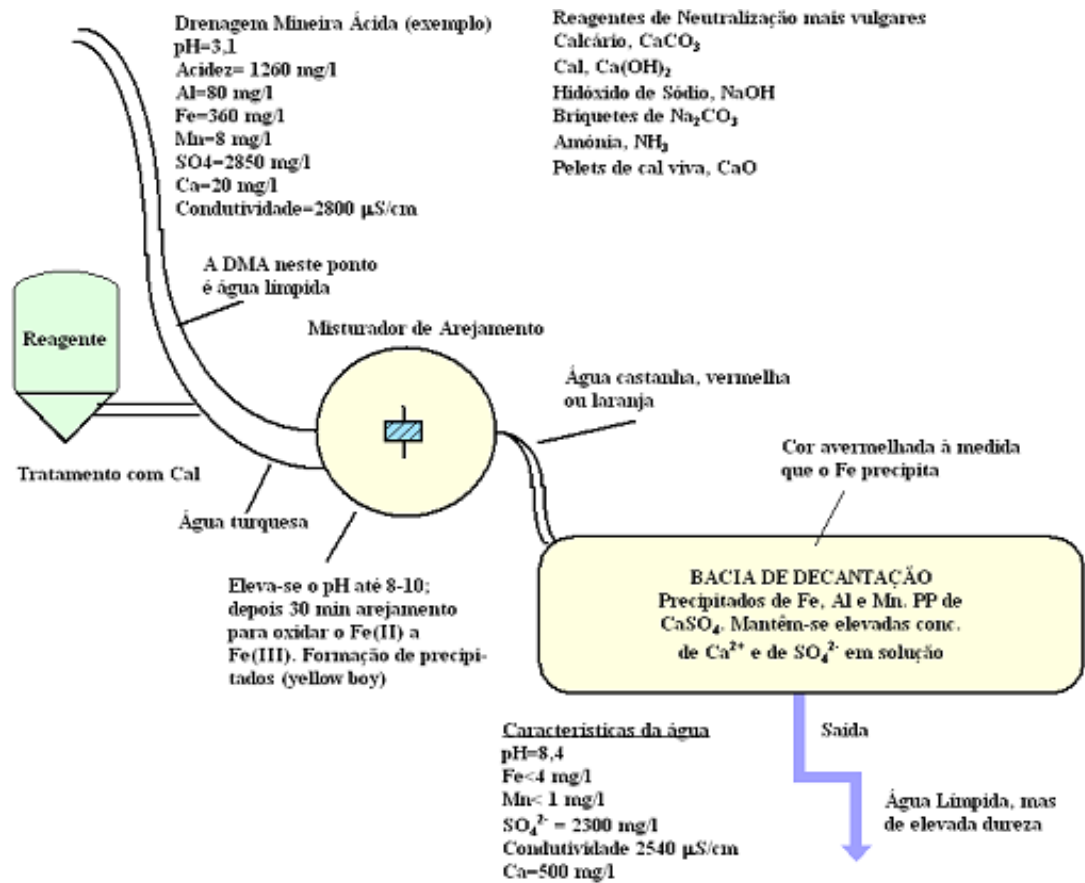 Drenagem Mineira Ácida (exemplo)
pH=3,1
Acidez= 1260 mg/l
Al=80 mg/l
Fe=360 mg/l
Mn=8 mg/l
SO4=2850 mg/l
Ca=20 mg/l
Condutividade=2800 µS/cm
Reagentes de Neutralização mais vulgares
Calcário, CaCO₃
Cal, Ca(OH)₂
Hidóxido de Sódio, NaOH
Briquetes de Na₂CO₃
Amónia, NH₃
Pelets de cal viva, CaO
A DMA neste ponto
é água límpida
Reagente
Tratamento com Cal
Água turquesa
Misturador de Arejamento
Água castanha, vermelha
ou laranja
Eleva-se o pH até 8-10;
depois 30 min arejamento
para oxidar o Fe(II) a
Fe(III). Formação de precipi-
tados (yellow boy)
Cor avermelhada à medida
que o Fe precipita
BACIA DE DECANTAÇÃO
Precipitados de Fe, Al e Mn. PP de
CaSO₄. Mantêm-se elevadas conc.
de Ca²⁺ e de SO₄²⁻ em solução
Características da água
pH=8,4
Fe<4 mg/l
Mn< 1 mg/l
SO₄²⁻ = 2300 mg/l
Condutividade 2540 µS/cm
Ca=500 mg/l
Saída
Água Límpida, mas
de elevada dureza